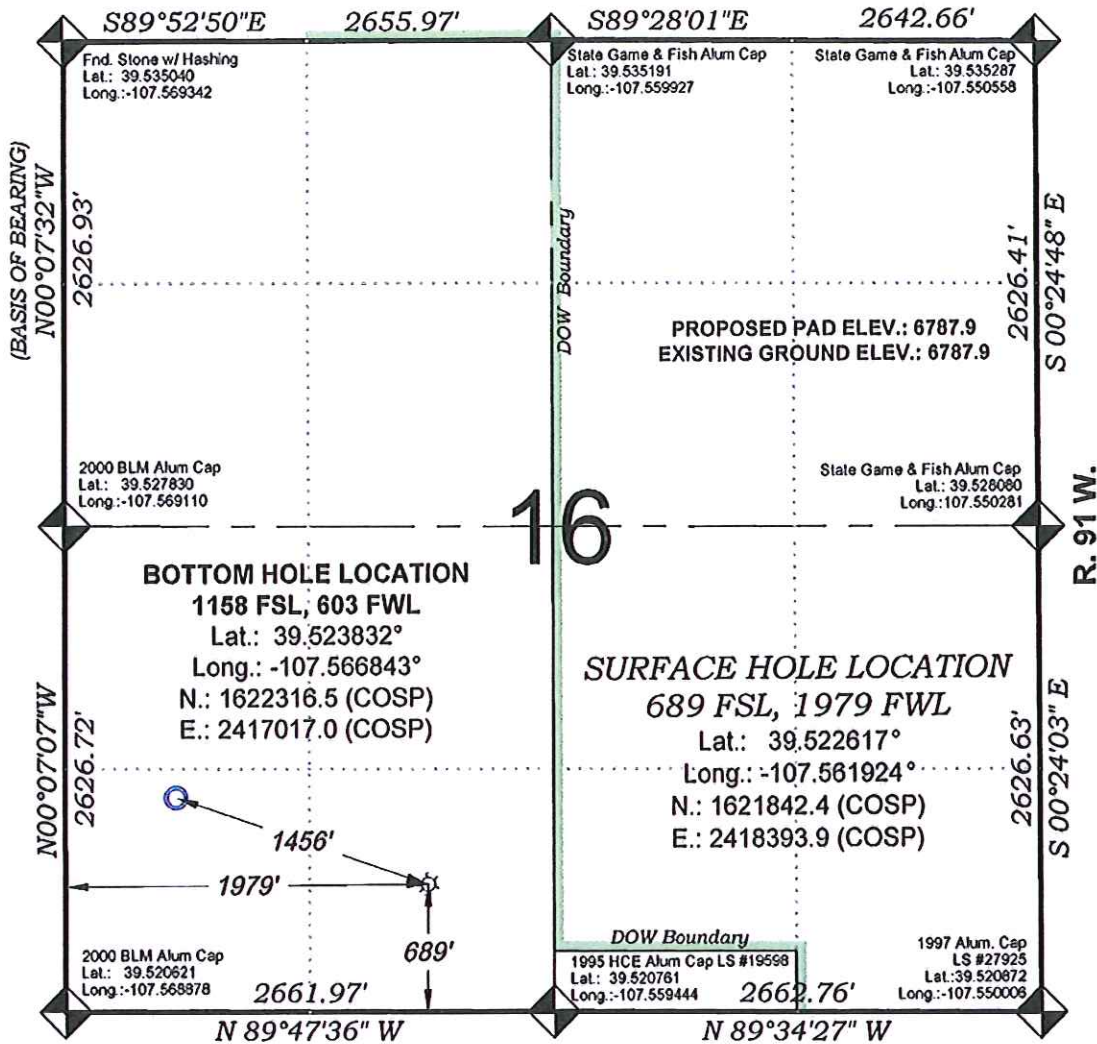 S89°52'50"E 2655.97' S89°28'01"E 2642.66'
Fnd. Stone w/ Hashing
Lat.: 39.535040
Long.:-107.569342
State Game & Fish Alum Cap
Lat.: 39.535191
Long.:-107.559927
State Game & Fish Alum Cap
Lat.: 39.535287
Long.:-107.550558
(BASIS OF BEARING)
N00°07'32"W
2626.93'
DOW Boundary
2626.41'
S 00°24'48" E
PROPOSED PAD ELEV.: 6787.9
EXISTING GROUND ELEV.: 6787.9
2000 BLM Alum Cap
Lat.: 39.527830
Long.:-107.569110
State Game & Fish Alum Cap
Lat.: 39.528080
Long.:107.550281
16
R. 91 W.
BOTTOM HOLE LOCATION
1158 FSL, 603 FWL
Lat.: 39.523832°
Long.: -107.566843°
N.: 1622316.5 (COSP)
E.: 2417017.0 (COSP)
SURFACE HOLE LOCATION
689 FSL, 1979 FWL
Lat.: 39.522617°
Long.: -107.561924°
N.: 1621842.4 (COSP)
E.: 2418393.9 (COSP)
N00°07'07"W
2626.72'
2626.63'
S 00°24'03" E
1456'
1979'
689'
DOW Boundary
2000 BLM Alum Cap
Lat.: 39.520621
Long.:-107.568878
1995 HCE Alum Cap LS #19598
Lat.: 39.520761
Long.:-107.559444
1997 Alum. Cap
LS #27925
Lat.:39.520872
Long.:-107.550006
2661.97' 2662.76'
N 89°47'36" W N 89°34'27" W